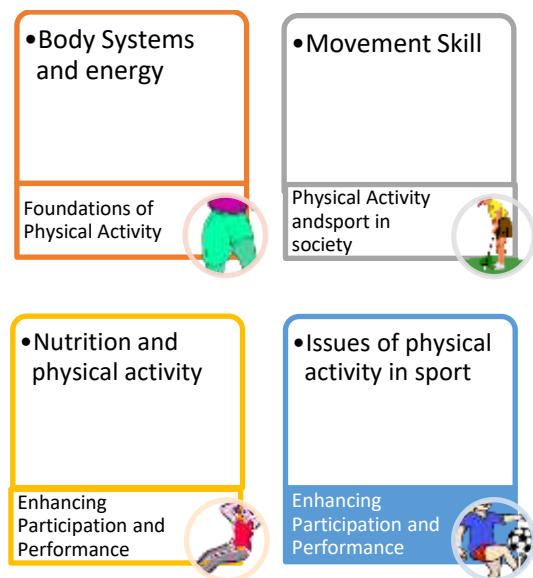 •Body Systems
and energy
Foundations of
Physical Activity
•Movement Skill
Physical Activity
andsport in
society
•Nutrition and
physical activity
Enhancing
Participation and
Performance
•Issues of physical
activity in sport
Enhancing
Participation and
Performance